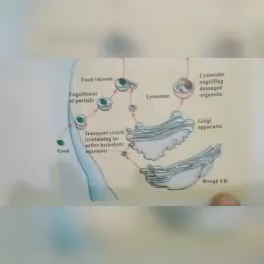 Food vacuole
Engulfment
of particle
Food
Transport vesicle
(containing in-
active hydrolytic
enzymes)
Lysosome
Lysosome
engulfing
damaged
organelle
Golgi
apparatus
Rough ER